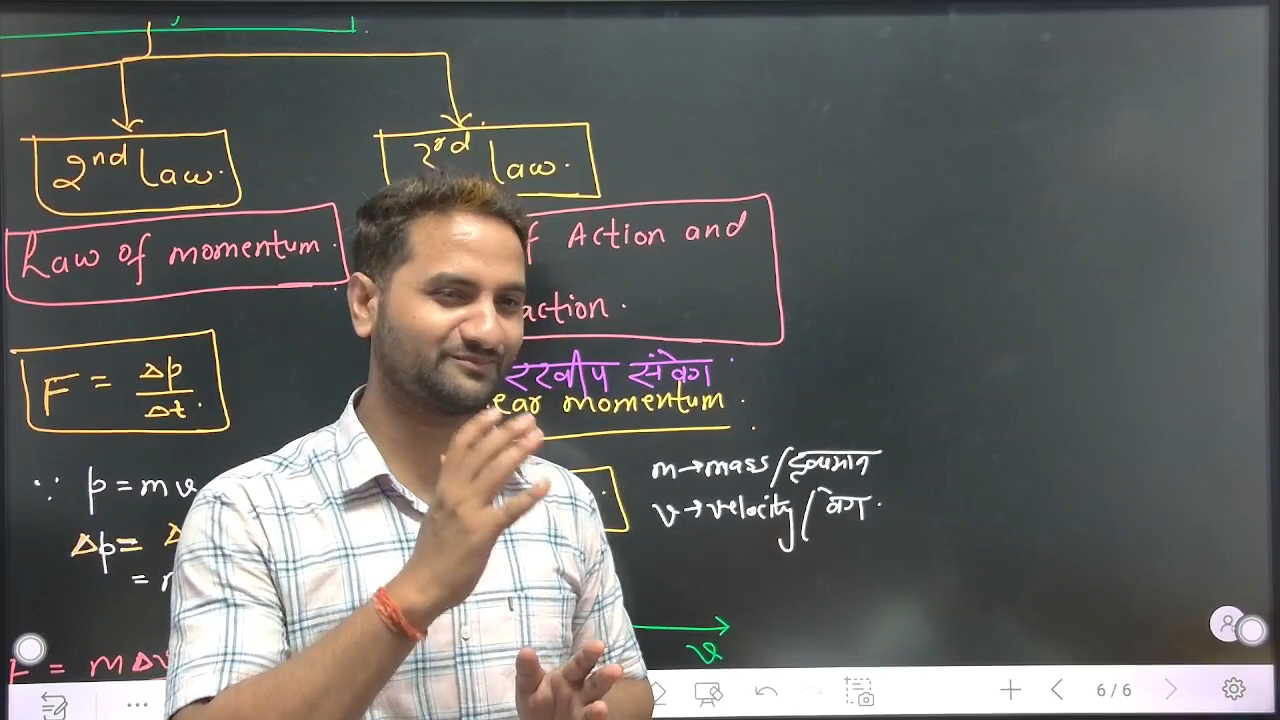 2nd Law.
3rd Law.
Law of momentum.
f Action and
action.
F = Δp/Δt.
रेखीय संवेग
ear momentum
∵ p = mv
m→mass/द्रव्यमान
v→velocity/वेग.
Δp =
=
F = mΔv
v
6/6